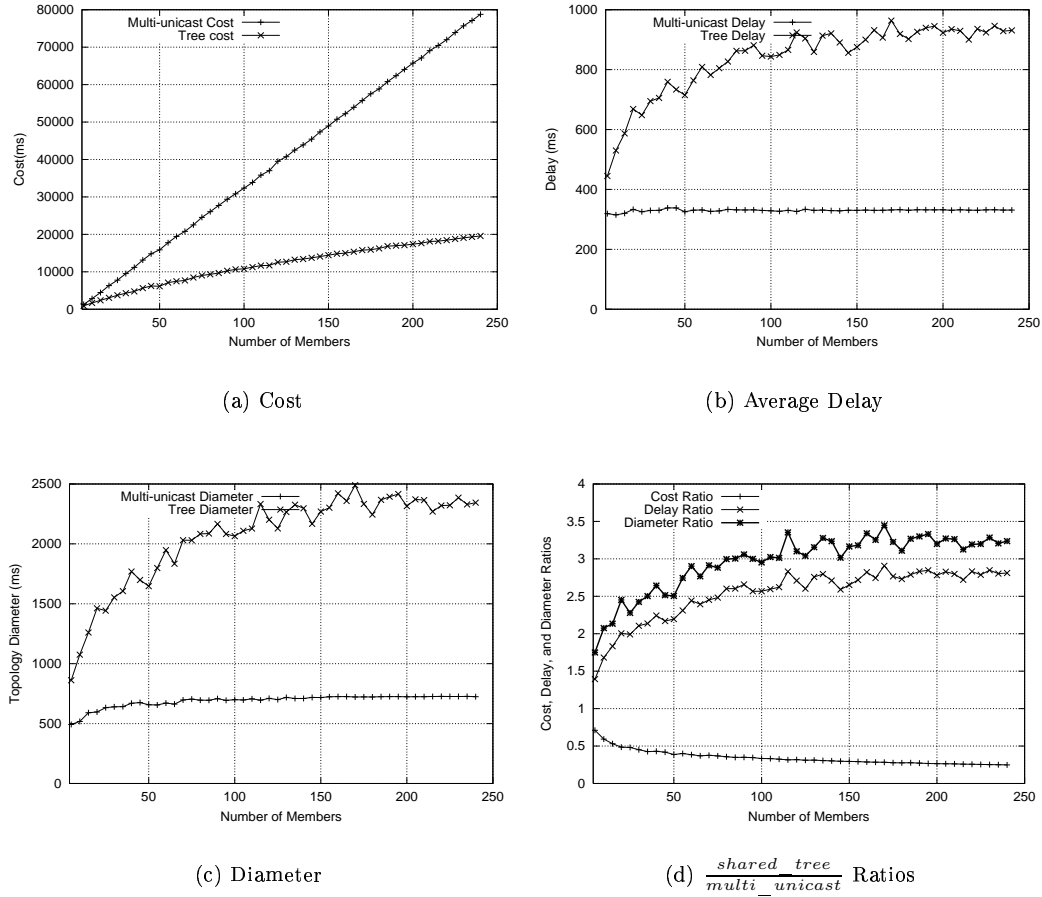 Multi-unicast Cost
Tree cost
80000
70000
60000
50000
40000
30000
20000
10000
0
Cost(ms)
50 100 150 200 250
Number of Members
(a) Cost
Multi-unicast Delay
Tree Delay
1000
800
600
400
200
0
Delay (ms)
50 100 150 200 250
Number of Members
(b) Average Delay
Multi-unicast Diameter
Tree Diameter
2500
2000
1500
1000
500
0
Topology Diameter (ms)
50 100 150 200 250
Number of Members
(c) Diameter
Cost Ratio
Delay Ratio
Diameter Ratio
4
3.5
3
2.5
2
1.5
1
0.5
0
Cost, Delay, and Diameter Ratios
50 100 150 200 250
Number of Members
(d) shared_tree / multi_unicast Ratios